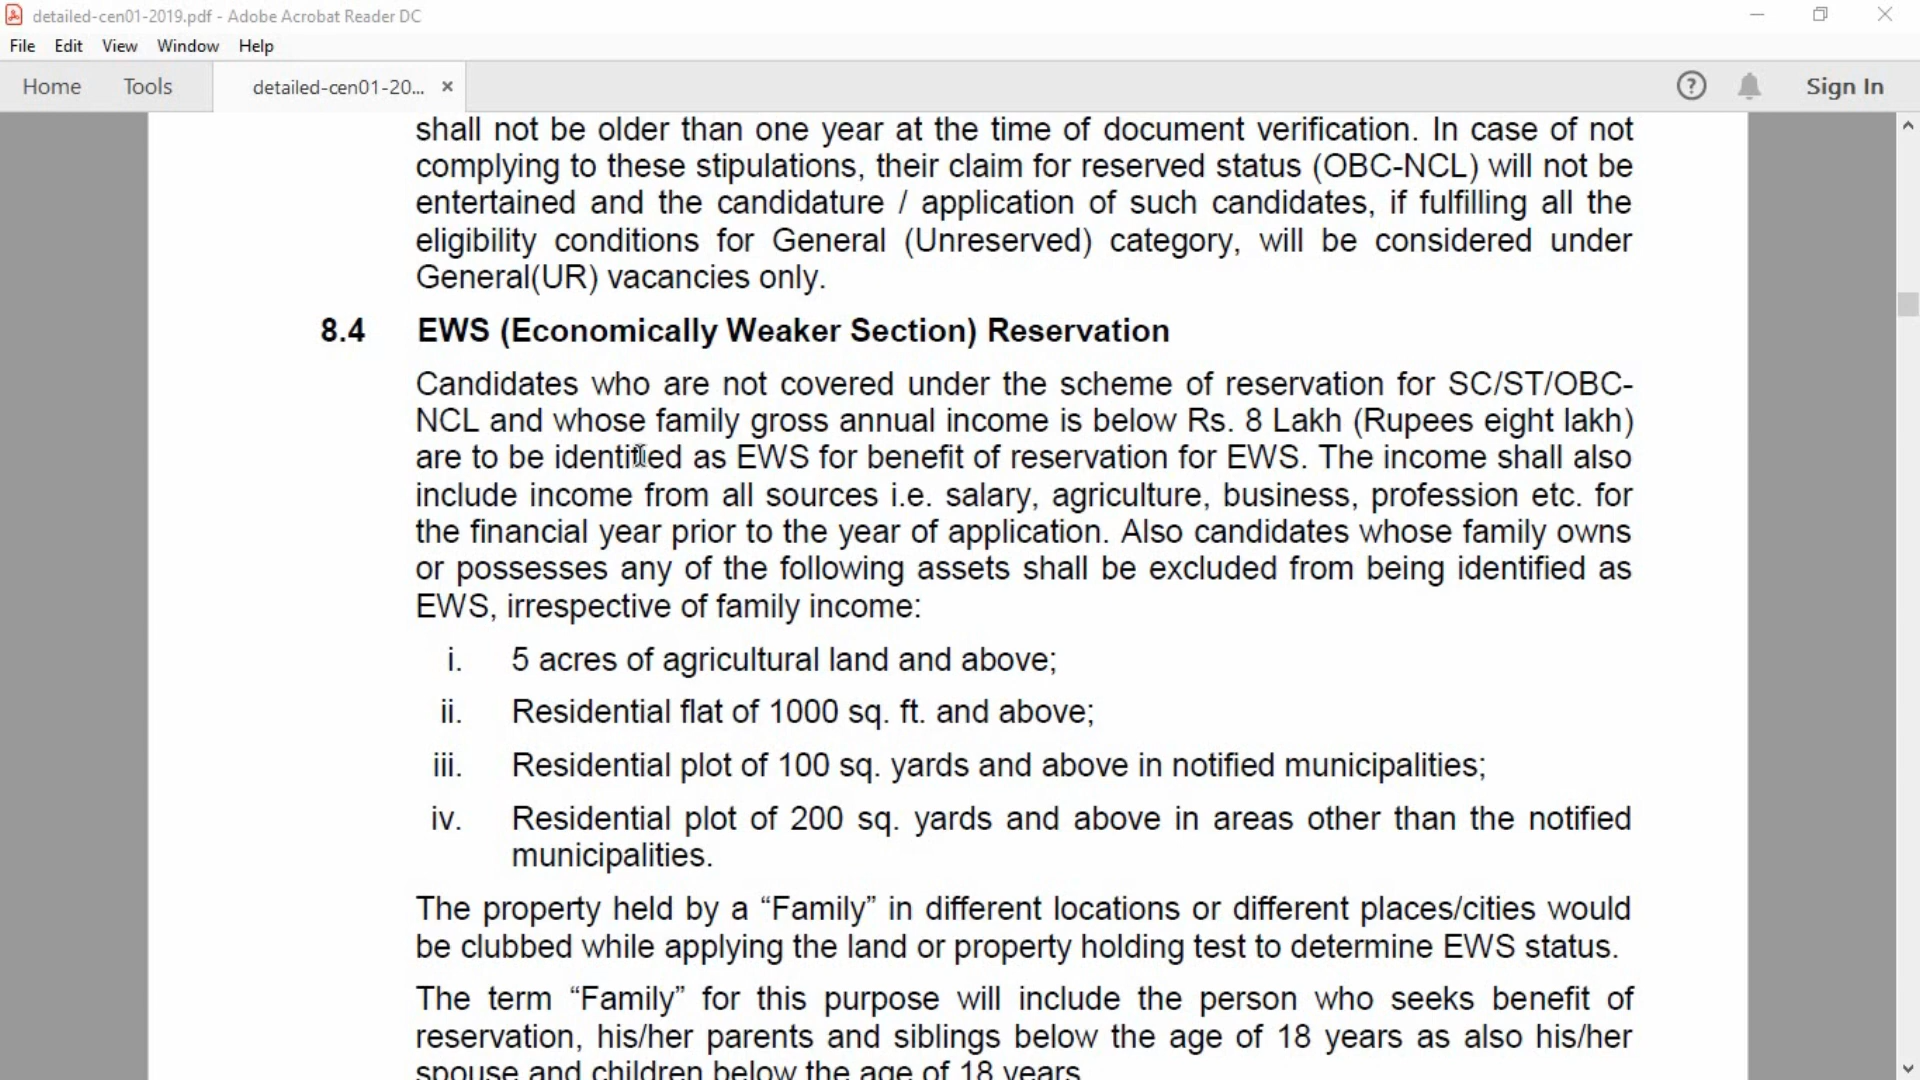 detailed-cen01-2019.pdf - Adobe Acrobat Reader DC
File Edit View Window Help
Home Tools detailed-cen01-20... × ? Sign In
shall not be older than one year at the time of document verification. In case of not
complying to these stipulations, their claim for reserved status (OBC-NCL) will not be
entertained and the candidature / application of such candidates, if fulfilling all the
eligibility conditions for General (Unreserved) category, will be considered under
General(UR) vacancies only.
8.4 EWS (Economically Weaker Section) Reservation
Candidates who are not covered under the scheme of reservation for SC/ST/OBC-
NCL and whose family gross annual income is below Rs. 8 Lakh (Rupees eight lakh)
are to be identified as EWS for benefit of reservation for EWS. The income shall also
include income from all sources i.e. salary, agriculture, business, profession etc. for
the financial year prior to the year of application. Also candidates whose family owns
or possesses any of the following assets shall be excluded from being identified as
EWS, irrespective of family income:
i. 5 acres of agricultural land and above;
ii. Residential flat of 1000 sq. ft. and above;
iii. Residential plot of 100 sq. yards and above in notified municipalities;
iv. Residential plot of 200 sq. yards and above in areas other than the notified
municipalities.
The property held by a “Family” in different locations or different places/cities would
be clubbed while applying the land or property holding test to determine EWS status.
The term “Family” for this purpose will include the person who seeks benefit of
reservation, his/her parents and siblings below the age of 18 years as also his/her
spouse and children below the age of 18 years